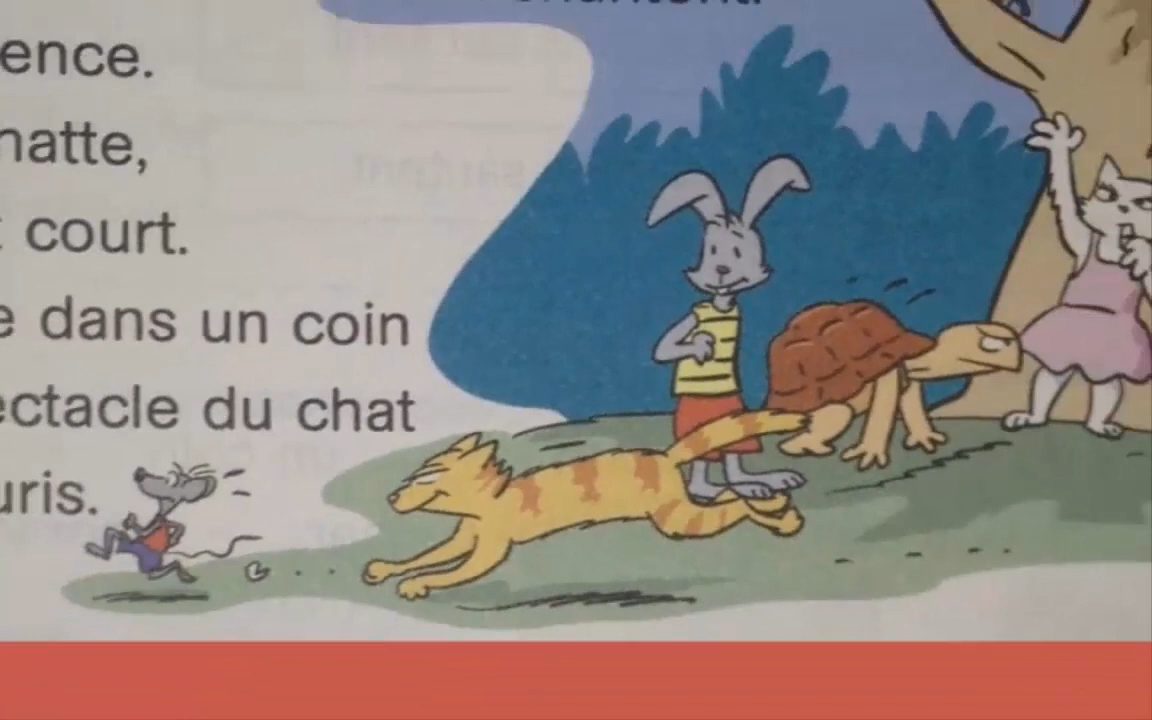 ence.
natte,
court.
e dans un coin
ectacle du chat
uris.